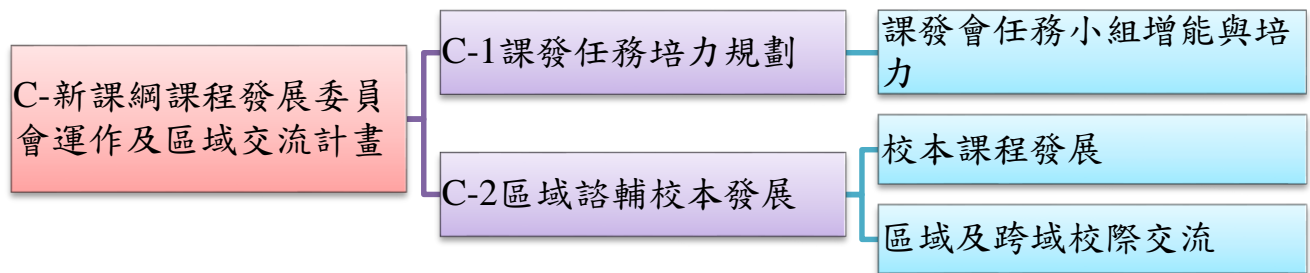 C-新課綱課程發展委員
會運作及區域交流計畫
C-1課發任務培力規劃
課發會任務小組增能與培
力
C-2區域諮輔校本發展
校本課程發展
區域及跨域校際交流